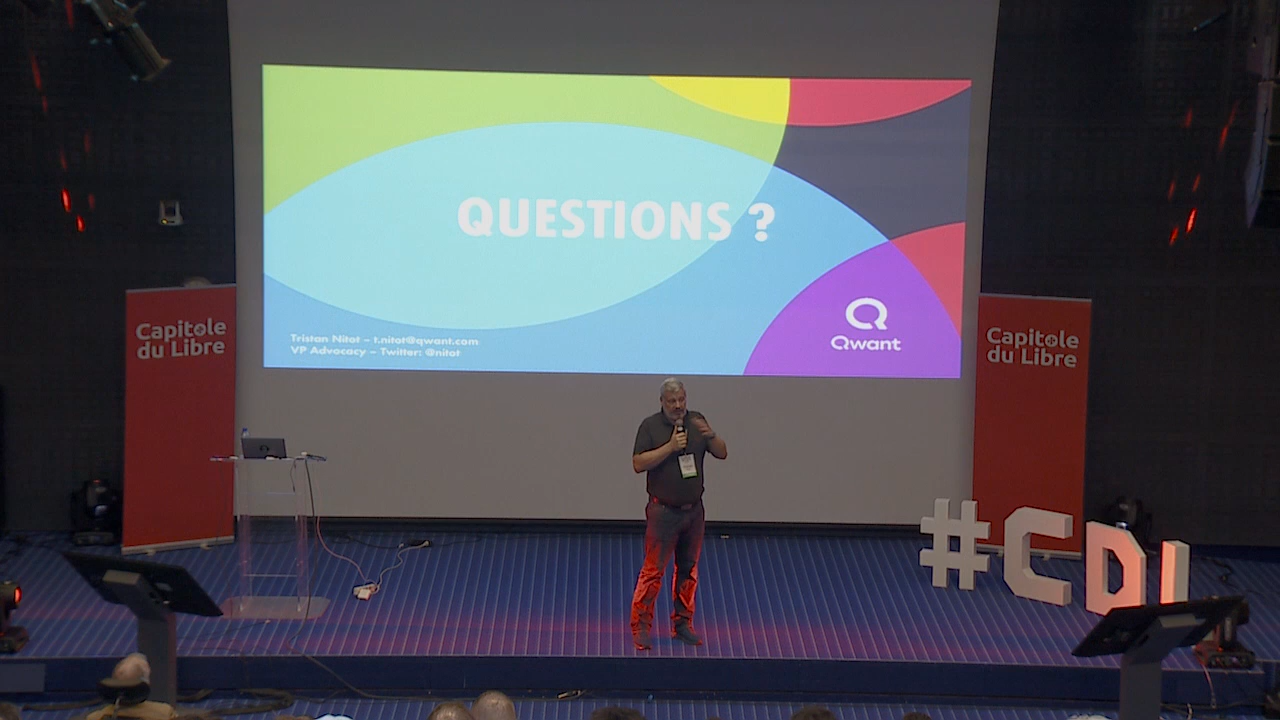 QUESTIONS ?
Qwant
Tristan Nitot – t.nitot@qwant.com
VP Advocacy – Twitter: @nitot
Capitole
du Libre
Capitole
du Libre
#CDL